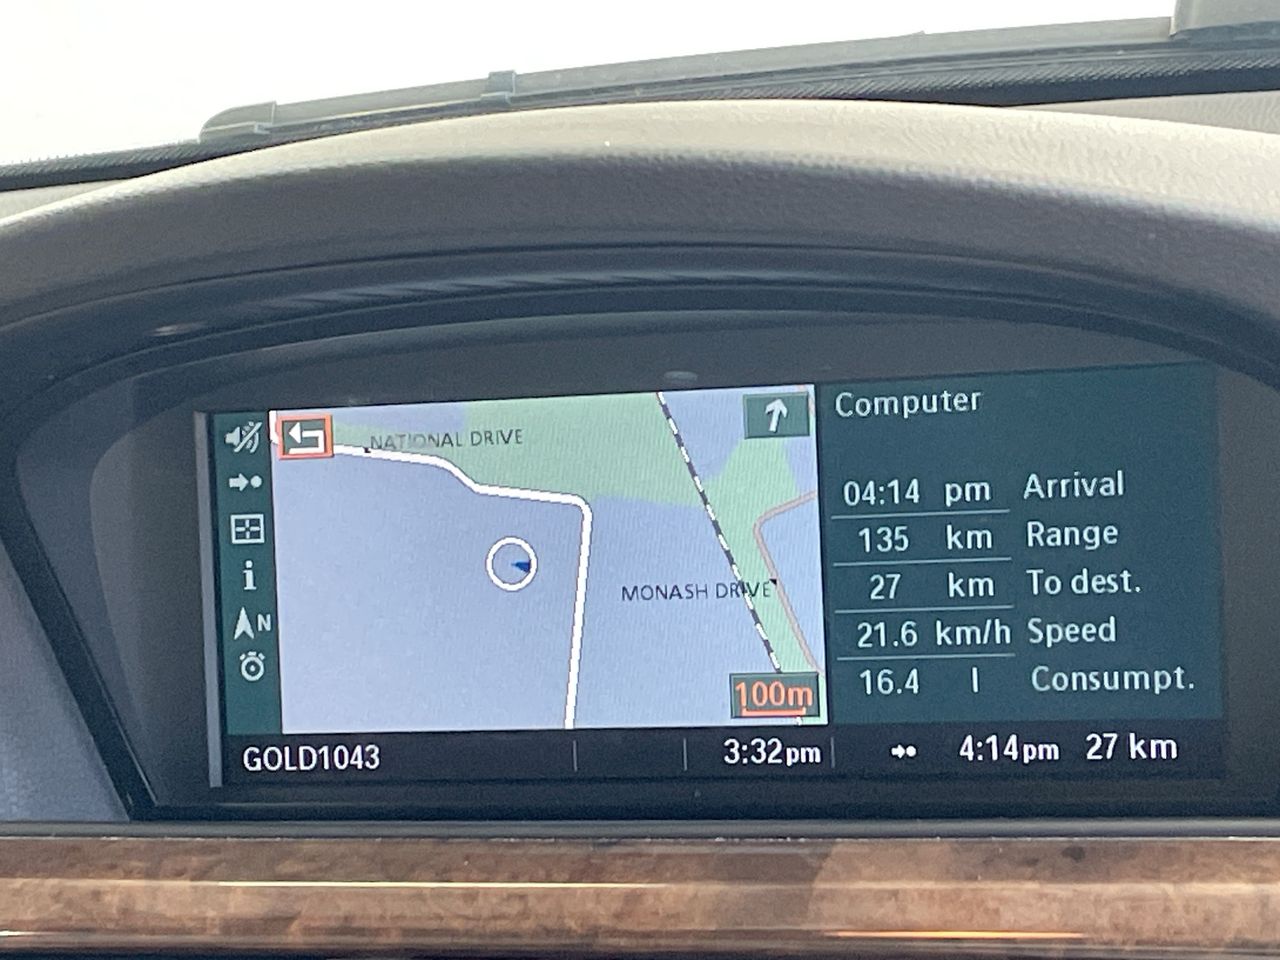 Computer
NATIONAL DRIVE
04:14 pm Arrival
135 km Range
27 km To dest.
MONASH DRIVE
21.6 km/h Speed
16.4 l Consumpt.
i
N
100m
GOLD1043 3:32pm 4:14pm 27 km